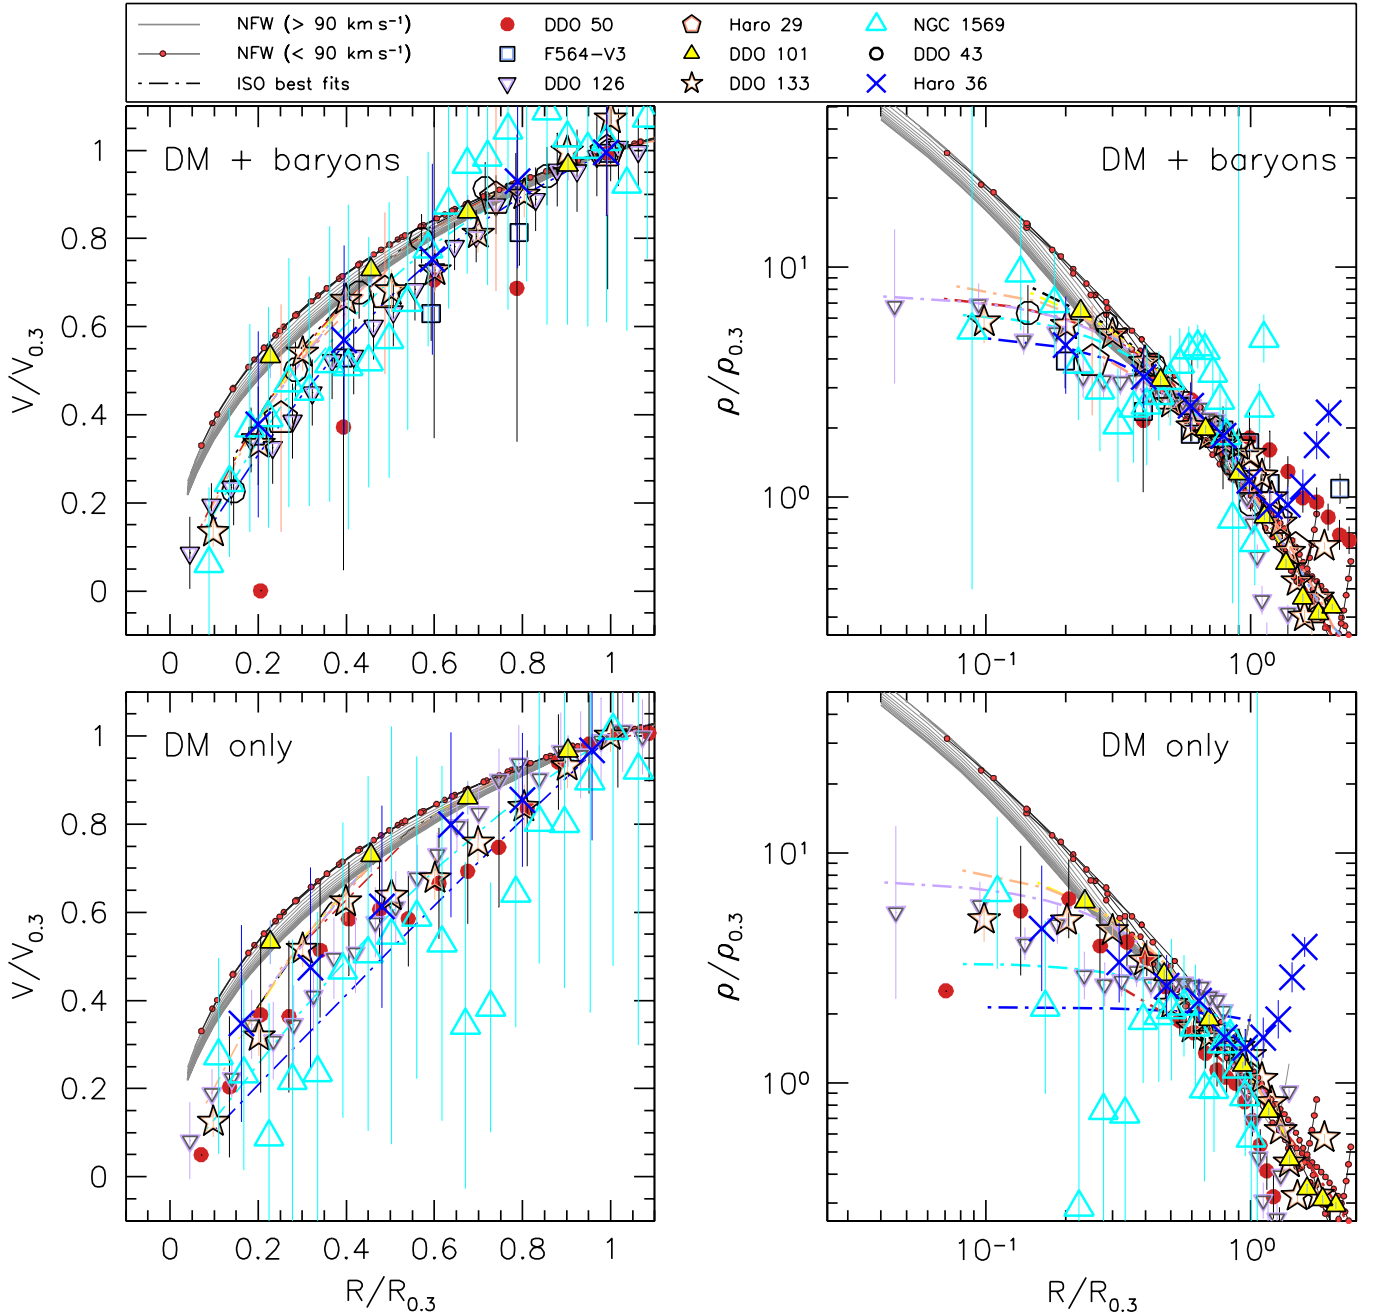 NFW (> 90 km s⁻¹)
NFW (< 90 km s⁻¹)
ISO best fits
DDO 50
F564−V3
DDO 126
Haro 29
DDO 101
DDO 133
NGC 1569
DDO 43
Haro 36
DM + baryons
V/V0.3
1
0.8
0.6
0.4
0.2
0
0 0.2 0.4 0.6 0.8 1
DM + baryons
ρ/ρ0.3
10¹
10⁰
10⁻¹ 10⁰
DM only
V/V0.3
1
0.8
0.6
0.4
0.2
0
0 0.2 0.4 0.6 0.8 1
R/R0.3
DM only
ρ/ρ0.3
10¹
10⁰
10⁻¹ 10⁰
R/R0.3